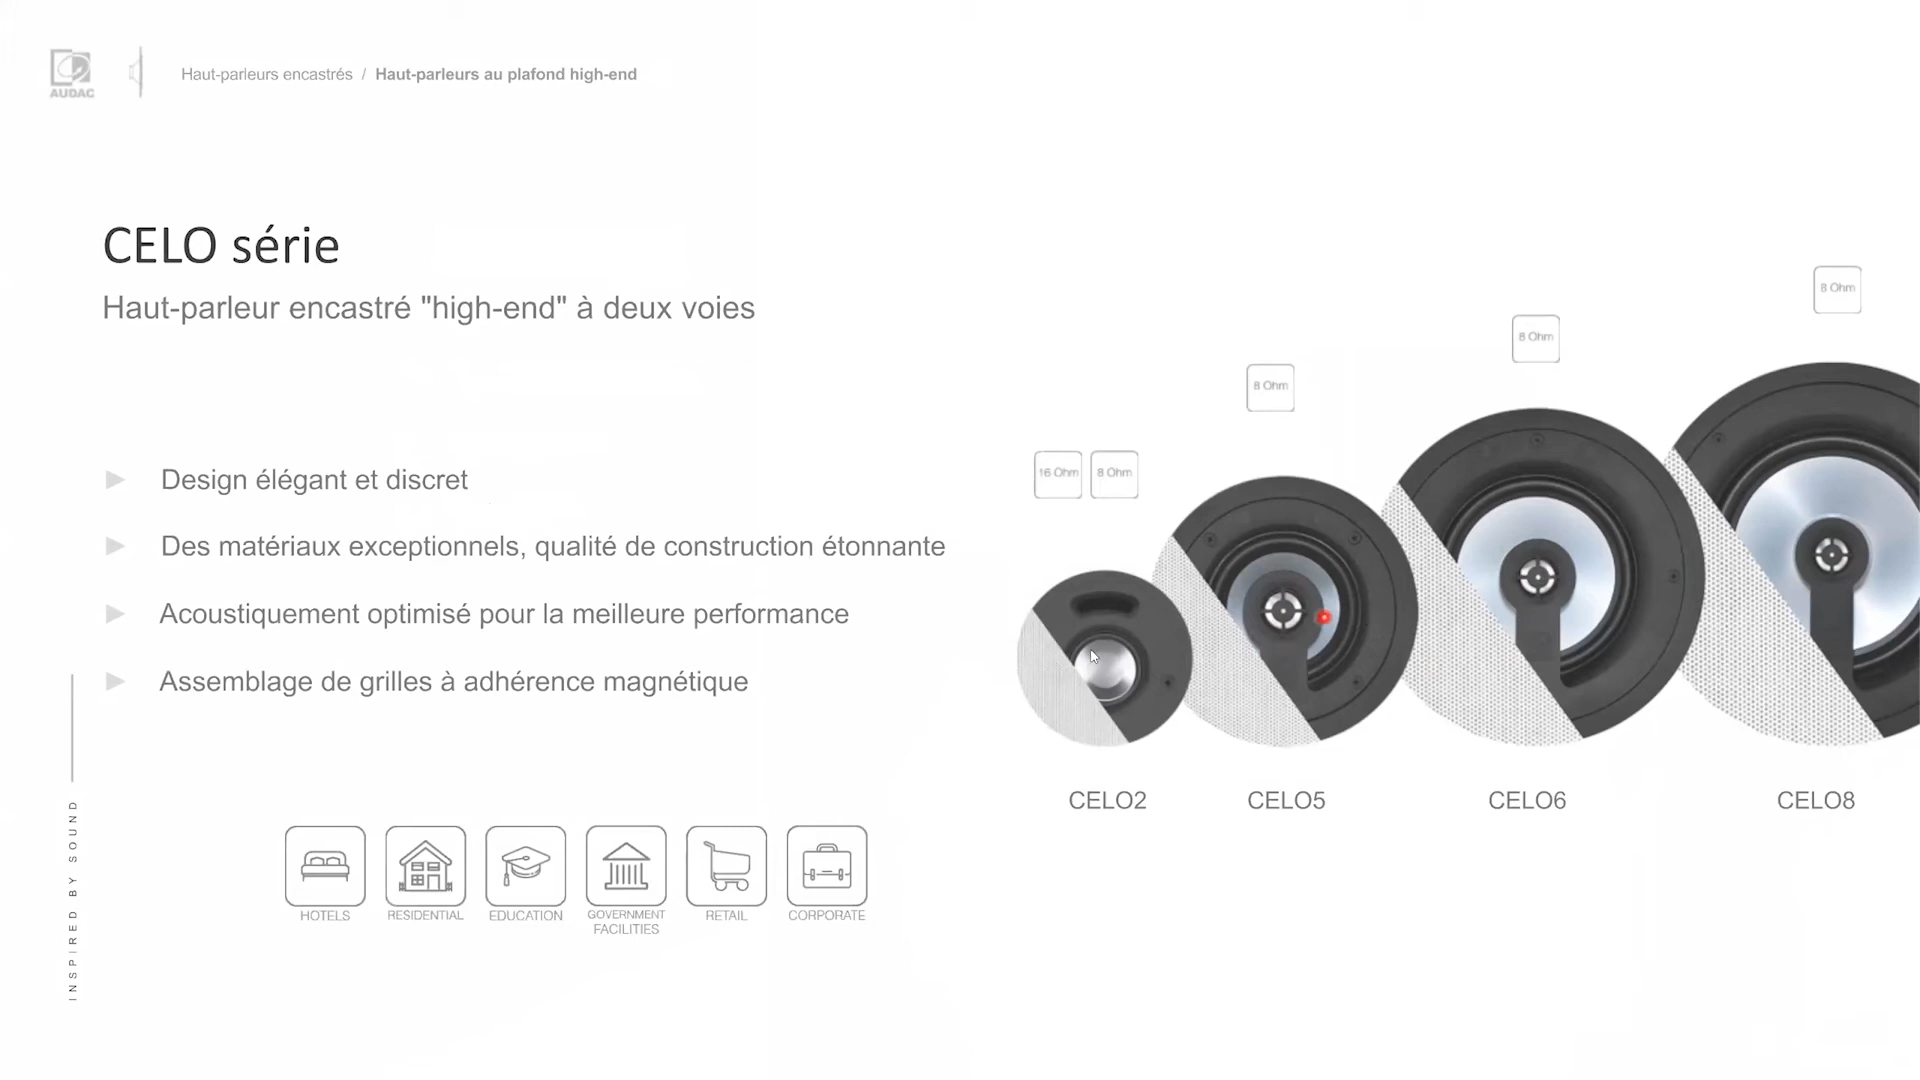 AUDAC
Haut-parleurs encastrés / Haut-parleurs au plafond high-end
CELO série
Haut-parleur encastré "high-end" à deux voies
Design élégant et discret
Des matériaux exceptionnels, qualité de construction étonnante
Acoustiquement optimisé pour la meilleure performance
Assemblage de grilles à adhérence magnétique
HOTELS
RESIDENTIAL
EDUCATION
GOVERNMENT
FACILITIES
RETAIL
CORPORATE
INSPIRED BY SOUND
16 Ohm
8 Ohm
8 Ohm
8 Ohm
8 Ohm
CELO2
CELO5
CELO6
CELO8